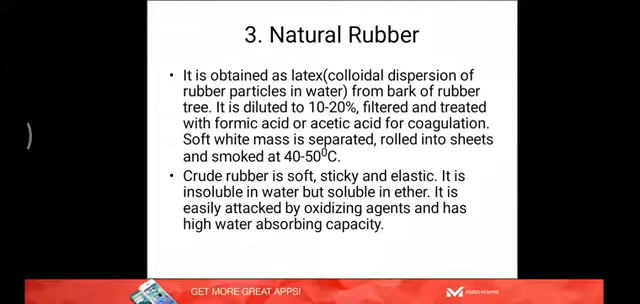 3. Natural Rubber
• It is obtained as latex(colloidal dispersion of
rubber particles in water) from bark of rubber
tree. It is diluted to 10-20%, filtered and treated
with formic acid or acetic acid for coagulation.
Soft white mass is separated, rolled into sheets
and smoked at 40-50⁰C.
• Crude rubber is soft, sticky and elastic. It is
insoluble in water but soluble in ether. It is
easily attacked by oxidizing agents and has
high water absorbing capacity.
GET MORE GREAT APPS!
mobisystems